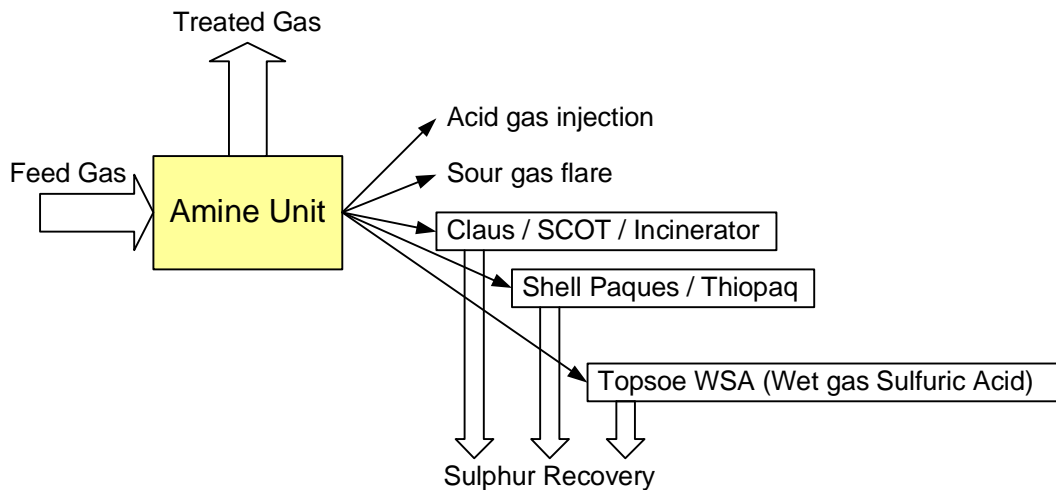 Treated Gas
Acid gas injection
Feed Gas
Sour gas flare
Amine Unit
Claus / SCOT / Incinerator
Shell Paques / Thiopaq
Topsoe WSA (Wet gas Sulfuric Acid)
Sulphur Recovery